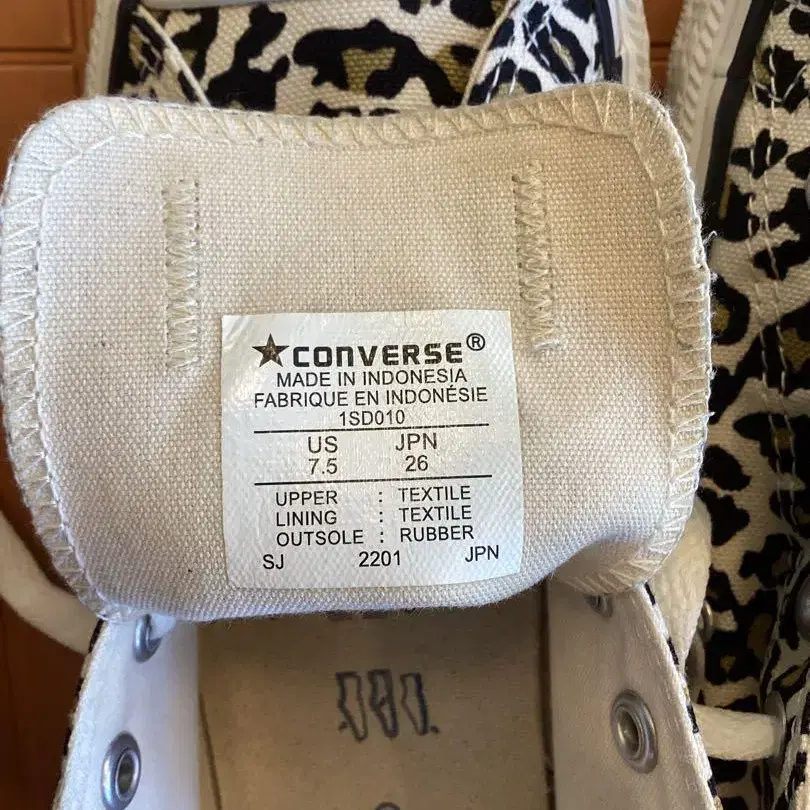 ★CONVERSE®
MADE IN INDONESIA
FABRIQUE EN INDONÉSIE
1SD010
US JPN
7.5 26
UPPER : TEXTILE
LINING : TEXTILE
OUTSOLE : RUBBER
SJ 2201 JPN